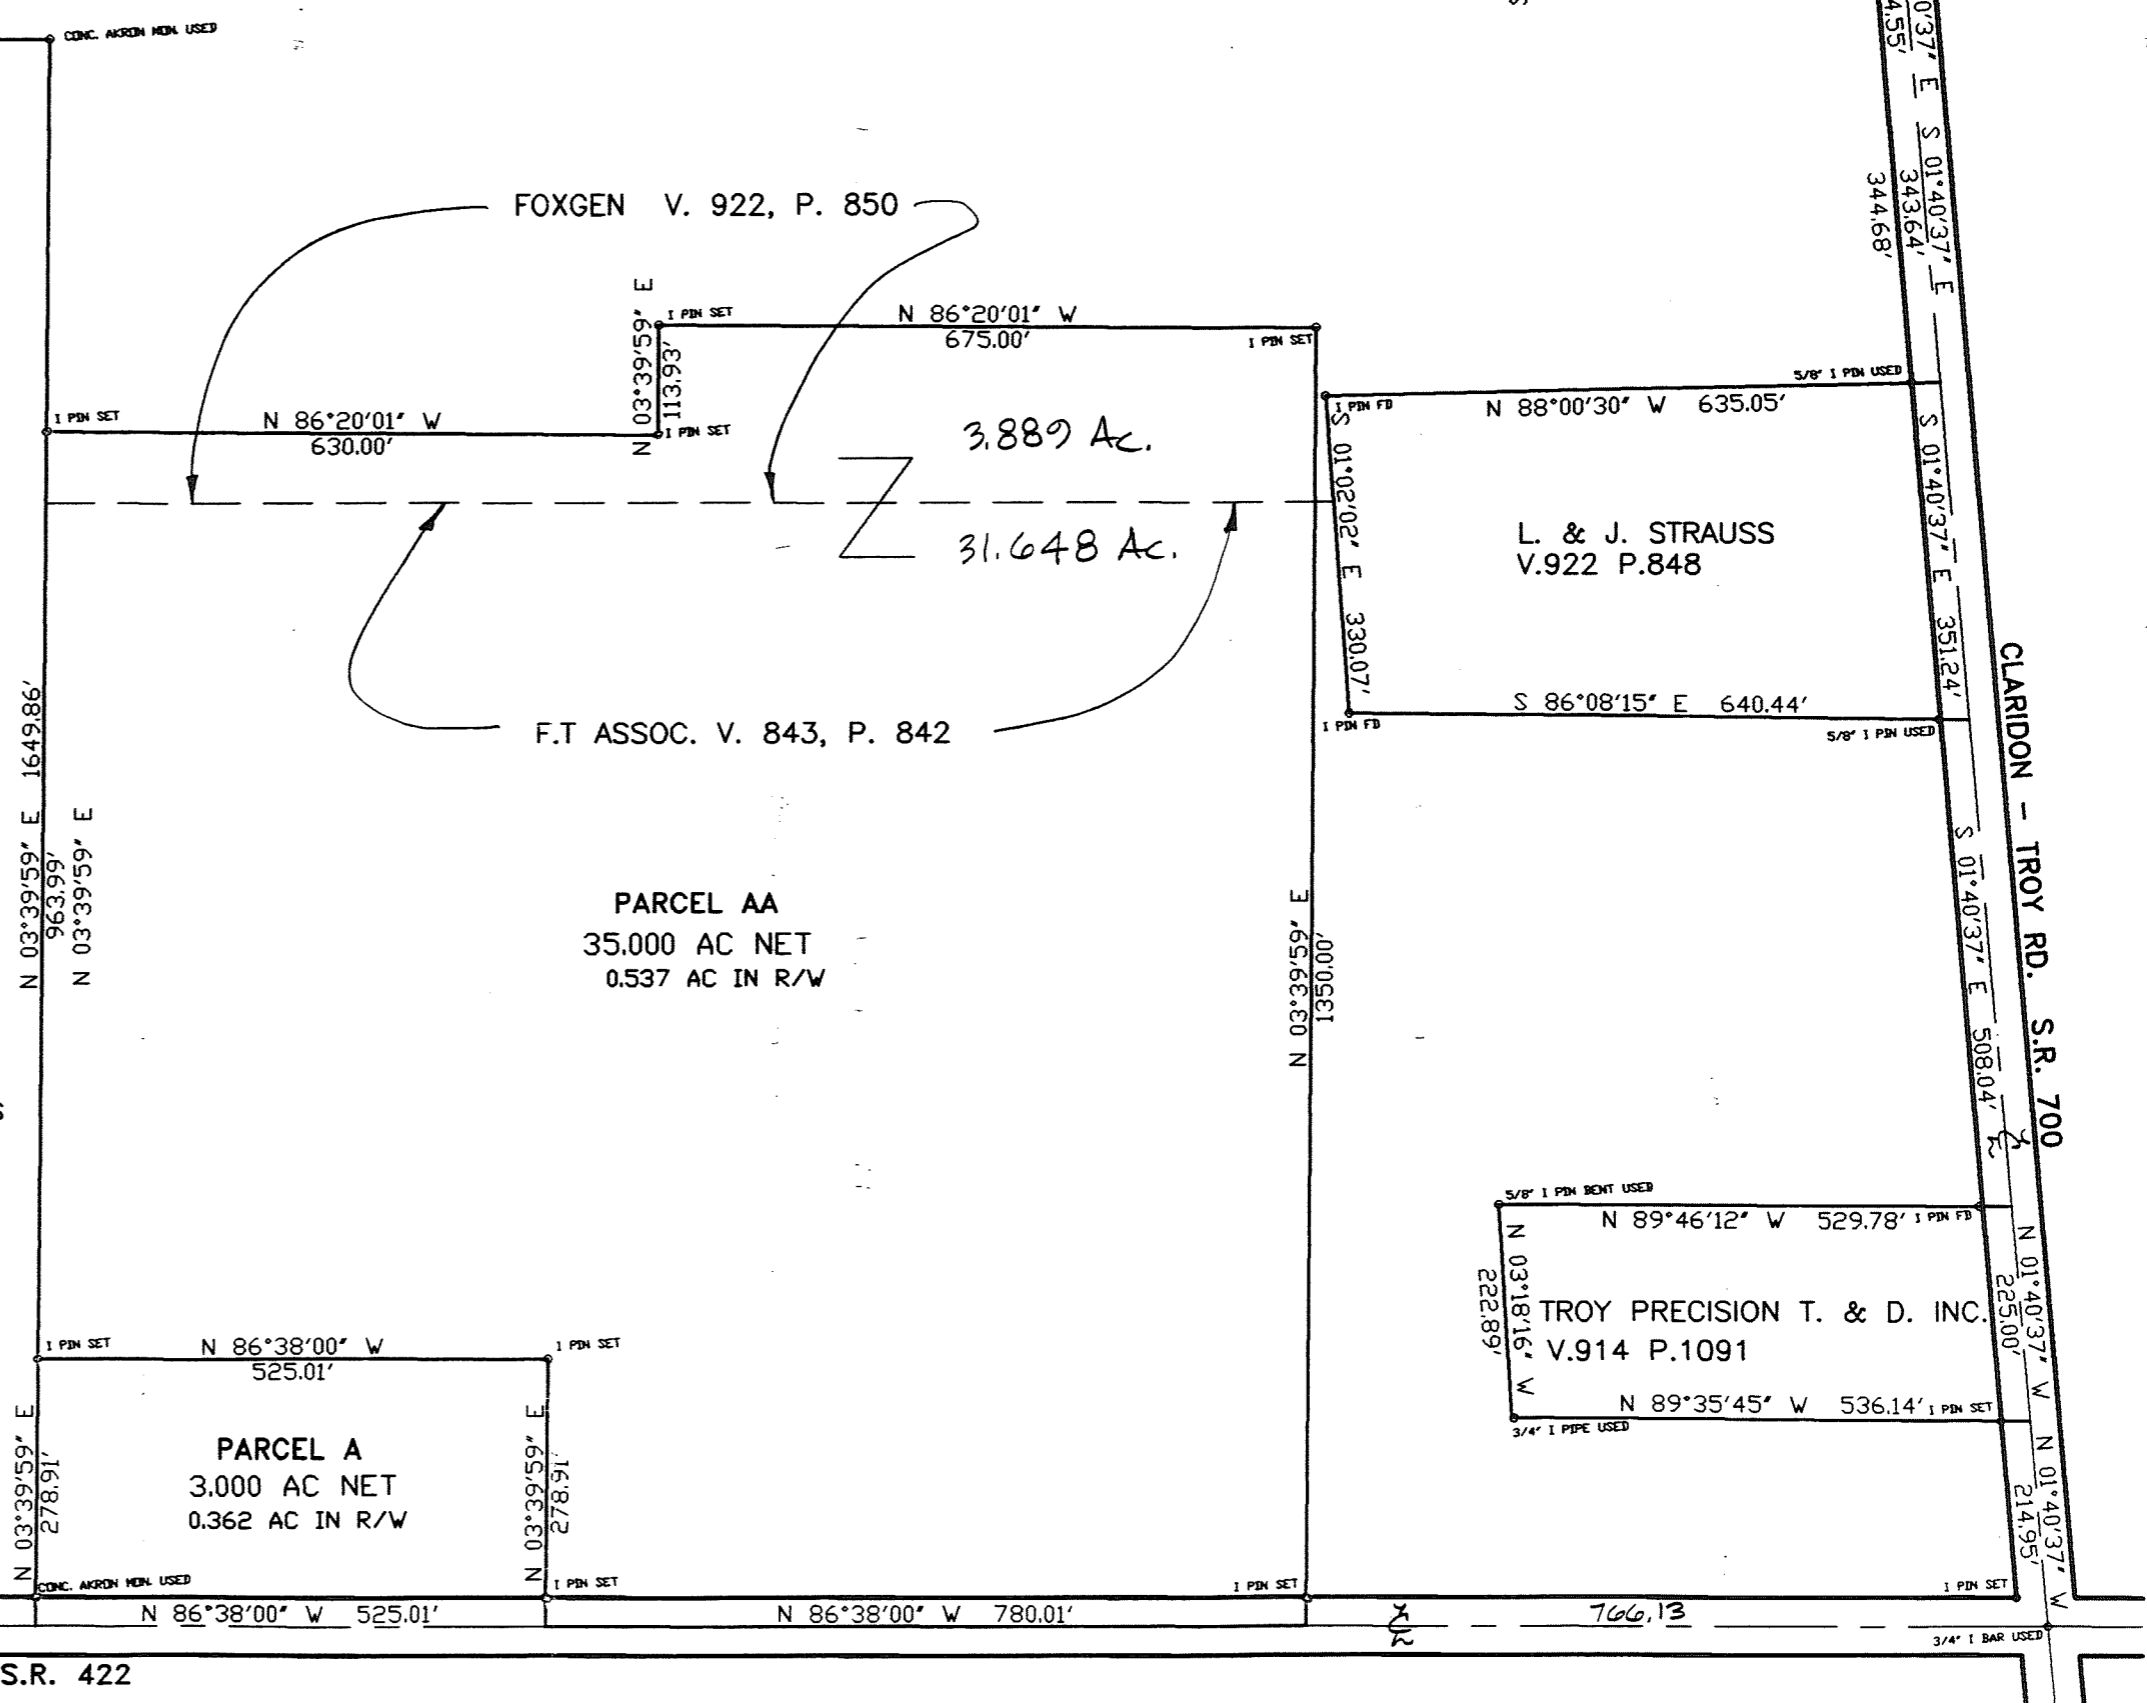 CONC. AKRON MON. USED
FOXGEN V. 922, P. 850
N 03°39'59" E
113.93'
I PIN SET
N 86°20'01" W
675.00'
I PIN SET
I PIN SET
N 86°20'01" W
630.00'
I PIN SET
3.889 Ac.
31.648 Ac.
F.T ASSOC. V. 843, P. 842
N 03°39'59" E 1649.86'
963.99'
N 03°39'59" E
PARCEL AA
35.000 AC NET
0.537 AC IN R/W
N 03°39'59" E
1350.00'
0'37" E
4.55'
S 01°40'37" E
343.64'
344.68'
5/8" I PIN USED
I PIN FD
N 88°00'30" W 635.05'
S 01°02'02" E 330.07'
L. & J. STRAUSS
V.922 P.848
S 01°40'37" E 351.24'
S 86°08'15" E 640.44'
I PIN FD
5/8" I PIN USED
CLARIDON - TROY RD. S.R. 700
S 01°40'37" E 508.04'
5/8" I PIN BENT USED
N 89°46'12" W 529.78'
I PIN FD
N 03°18'16" W
222.89'
TROY PRECISION T. & D. INC.
V.914 P.1091
N 01°40'37" W
225.00'
N 89°35'45" W 536.14'
I PIN SET
3/4" I PIPE USED
N 01°40'37" W
214.95'
I PIN SET
N 86°38'00" W
525.01'
I PIN SET
N 03°39'59" E
278.91'
PARCEL A
3.000 AC NET
0.362 AC IN R/W
N 03°39'59" E
278.91'
CONC. AKRON MON. USED
I PIN SET
I PIN SET
I PIN SET
N 86°38'00" W 525.01'
N 86°38'00" W 780.01'
766.13
3/4" I BAR USED
S.R. 422